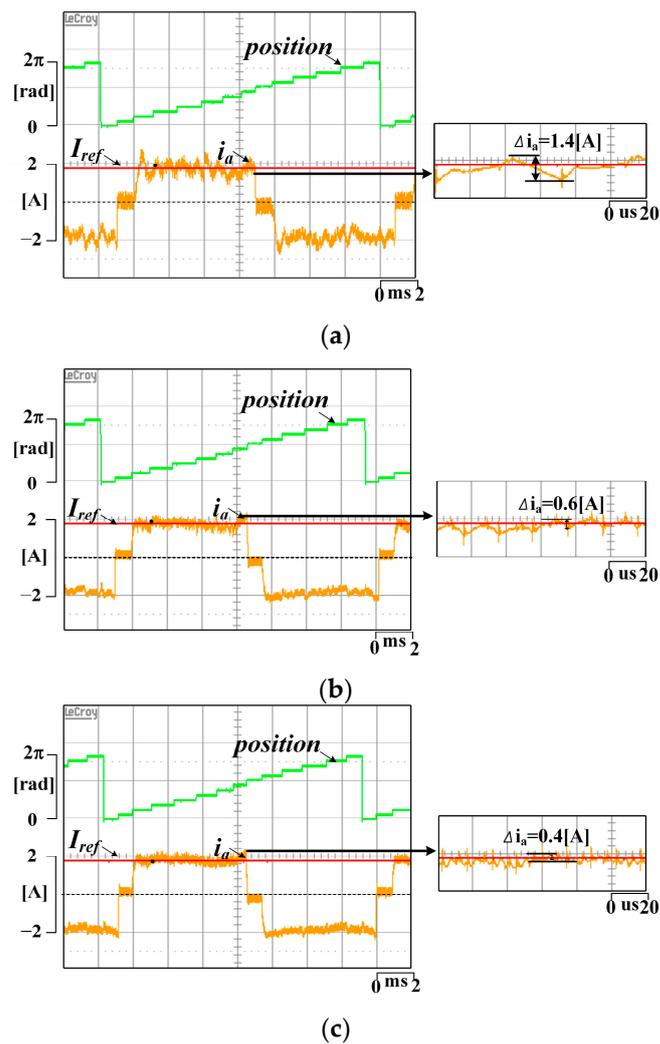 LeCroy
position
2π
[rad]
0
I_ref
i_a
2
[A]
−2
Δi_a=1.4[A]
0 us 20
0 ms 2
(a)
LeCroy
position
2π
[rad]
0
I_ref
i_a
2
[A]
−2
Δi_a=0.6[A]
0 us 20
0 ms 2
(b)
LeCroy
position
2π
[rad]
0
I_ref
i_a
2
[A]
−2
Δi_a=0.4[A]
0 us 20
0 ms 2
(c)